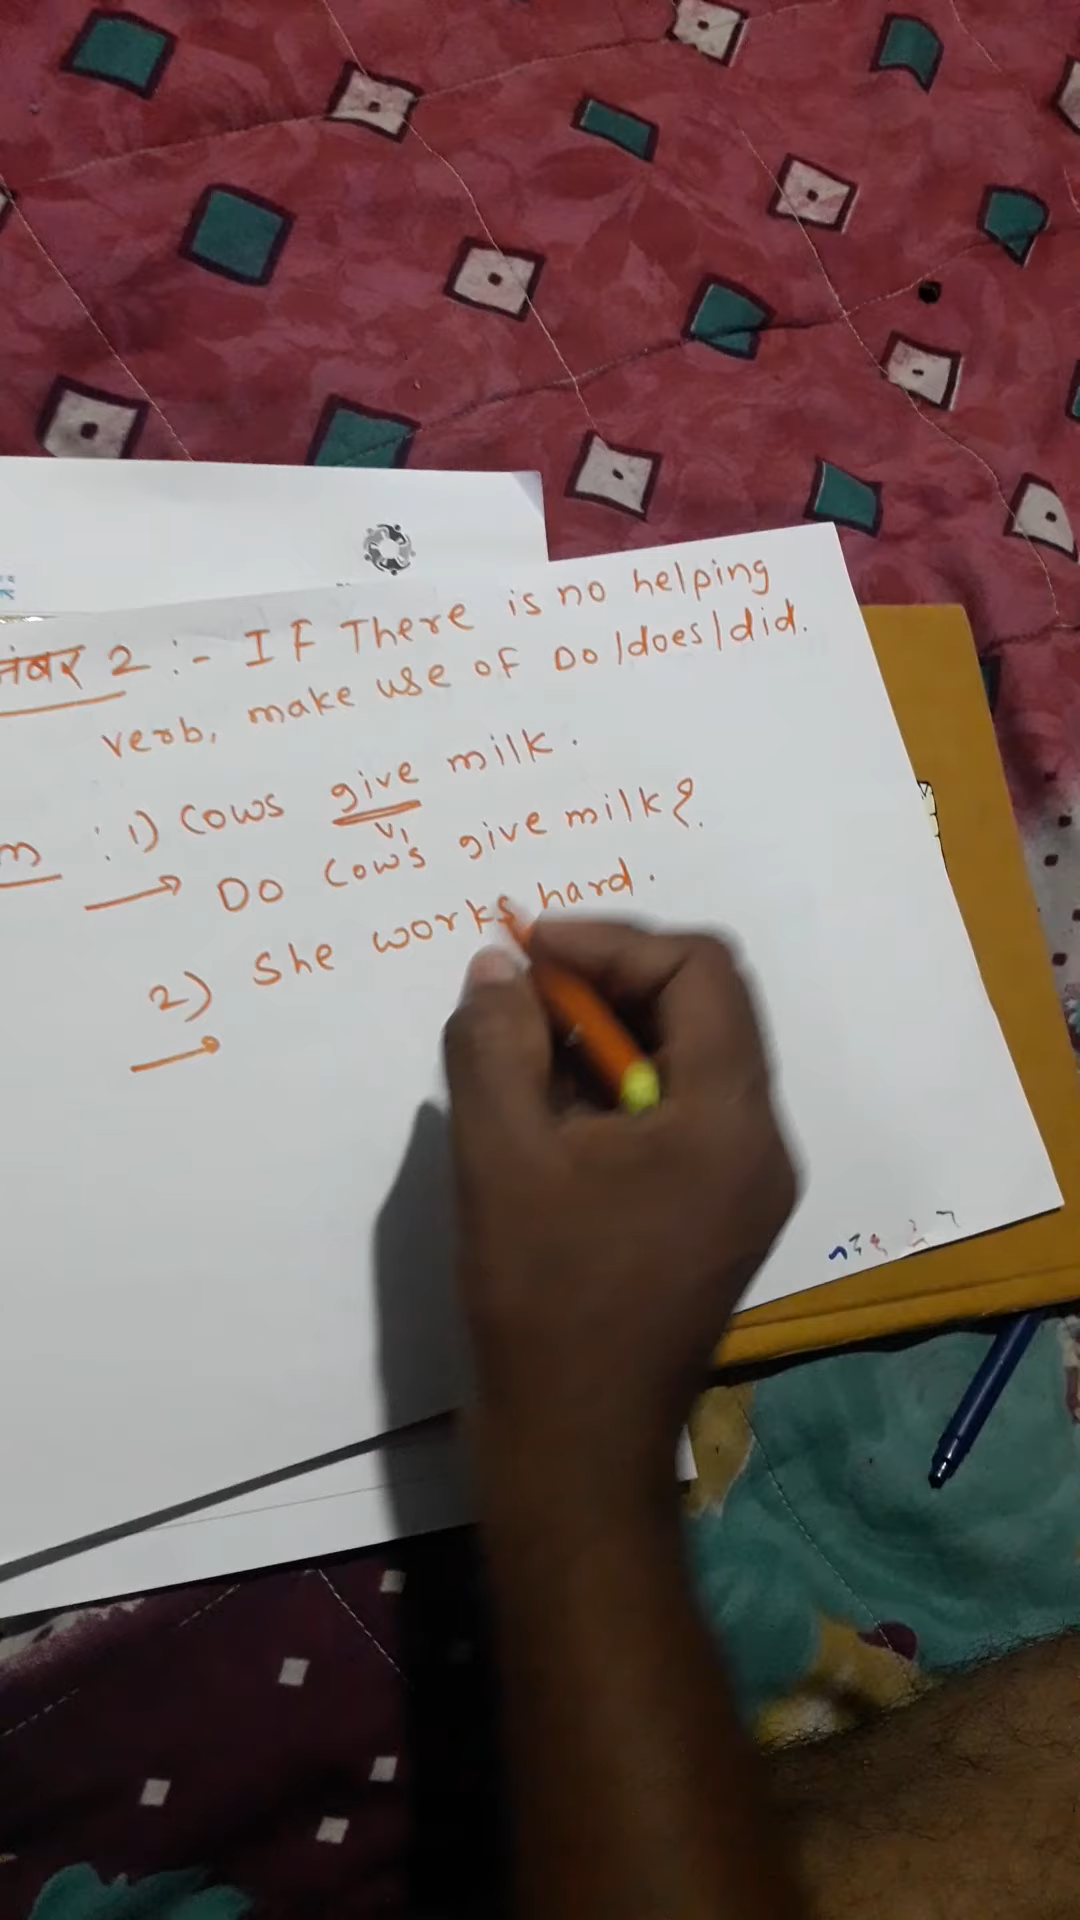 नंबर 2 :- IF There is no helping
verb, make use of Do/does/did.
: 1) Cows give milk.
V1
→ Do Cows give milk?
2) She works hard.
→